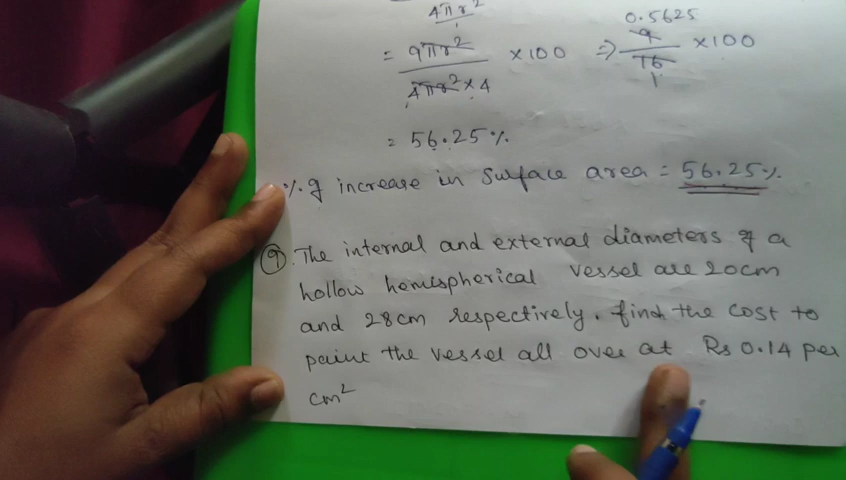 4πr²
= 9πr² / 4πr² × 4 × 100 ⇒ 0.5625 9 / 16 1 × 100
= 56.25%
% of increase in surface area = 56.25%
9. The internal and external diameters of a
hollow hemispherical vessel are 20cm
and 28cm respectively. find the cost to
paint the vessel all over at Rs 0.14 per
cm²